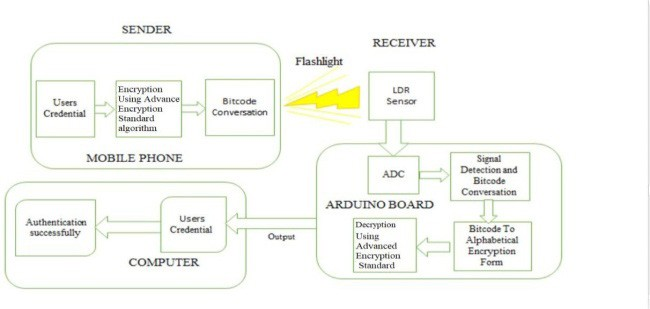 SENDER
RECEIVER
Flashlight
Users
Credential
Encryption
Using Advance
Encryption
Standard
algorithm
Bitcode
Conversation
LDR
Sensor
MOBILE PHONE
ADC
Signal
Detection and
Bitcode
Conversation
ARDUINO BOARD
Authentication
successfully
Users
Credential
Output
Decryption
Using
Advanced
Encryption
Standard
Bitcode To
Alphabetical
Encryption
Form
COMPUTER